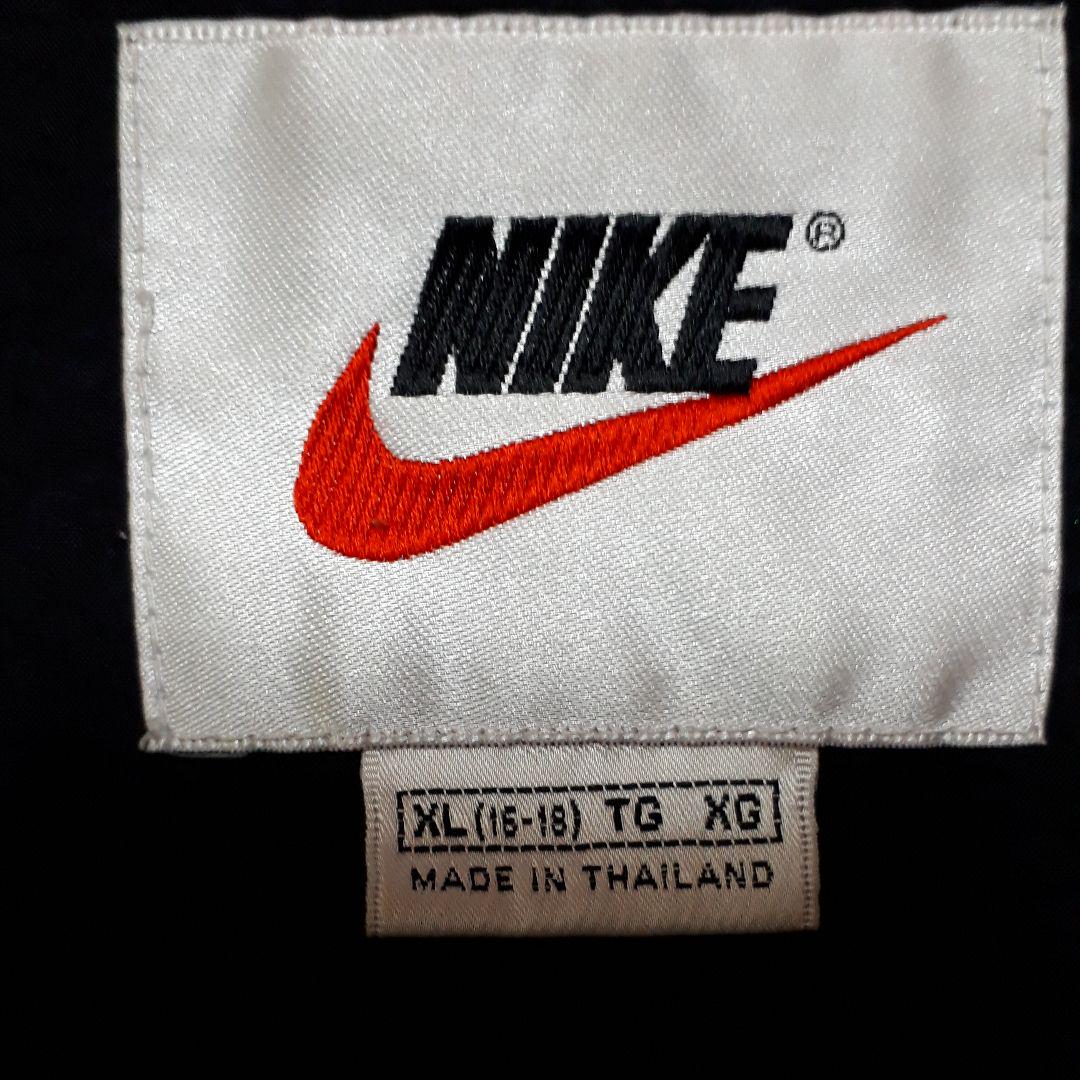 NIKE®
XL (16-18) TG XG
MADE IN THAILAND